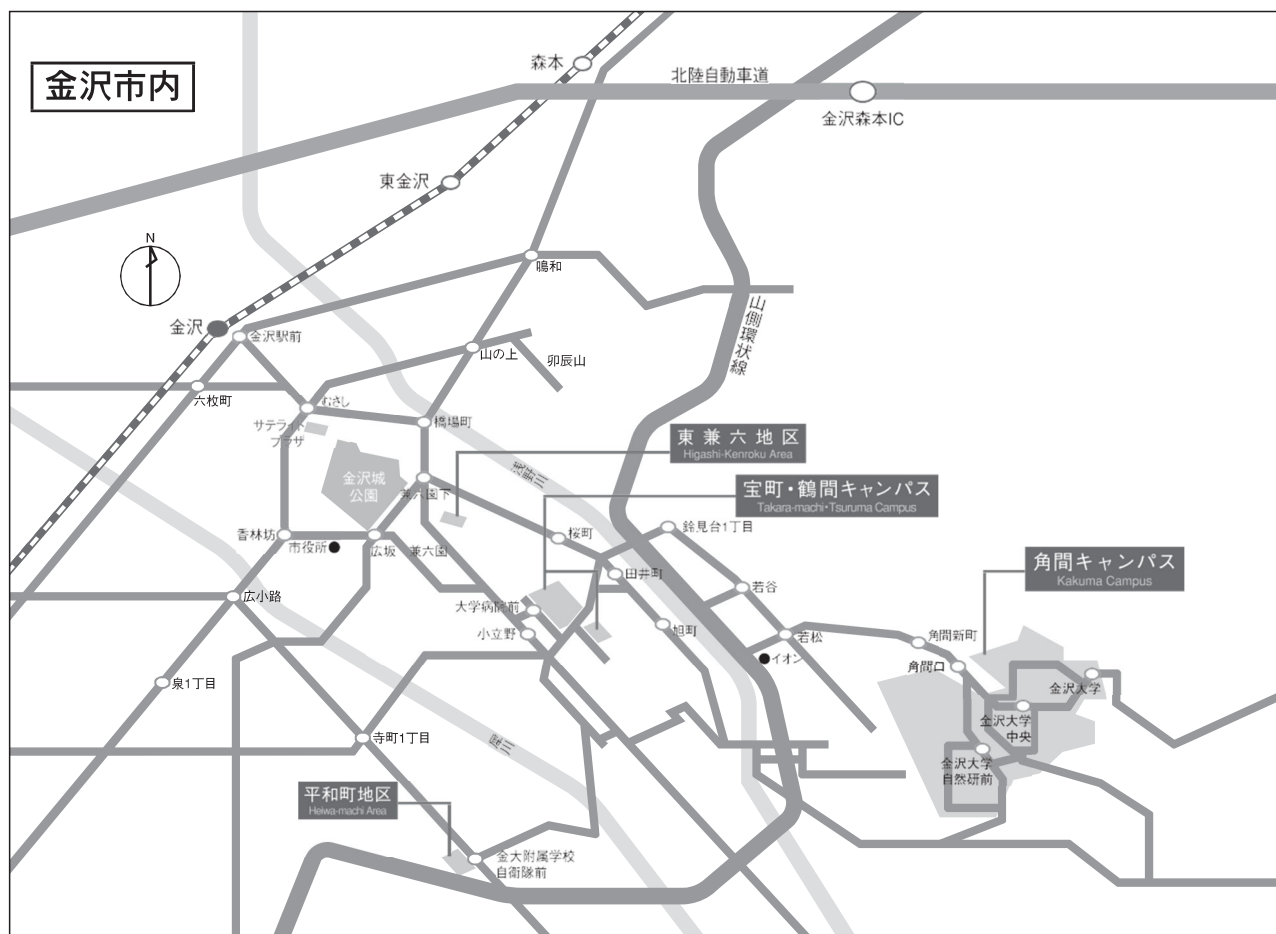 金沢市内
森本
北陸自動車道
金沢森本IC
東金沢
N
鳴和
山側環状線
金沢
金沢駅前
山の上
卯辰山
六枚町
むさし
サテライト
プラザ
橋場町
東兼六地区
Higashi-Kenroku Area
浅野川
金沢城
公園
兼六園下
宝町・鶴間キャンパス
Takara-machi・Tsuruma Campus
香林坊
市役所
広坂
兼六園
桜町
鈴見台1丁目
角間キャンパス
Kakuma Campus
田井町
若谷
広小路
大学病院前
小立野
旭町
若松
角間新町
イオン
角間口
泉1丁目
金沢大学
金沢大学
中央
寺町1丁目
犀川
金沢大学
自然研前
平和町地区
Heiwa-machi Area
金大附属学校
自衛隊前